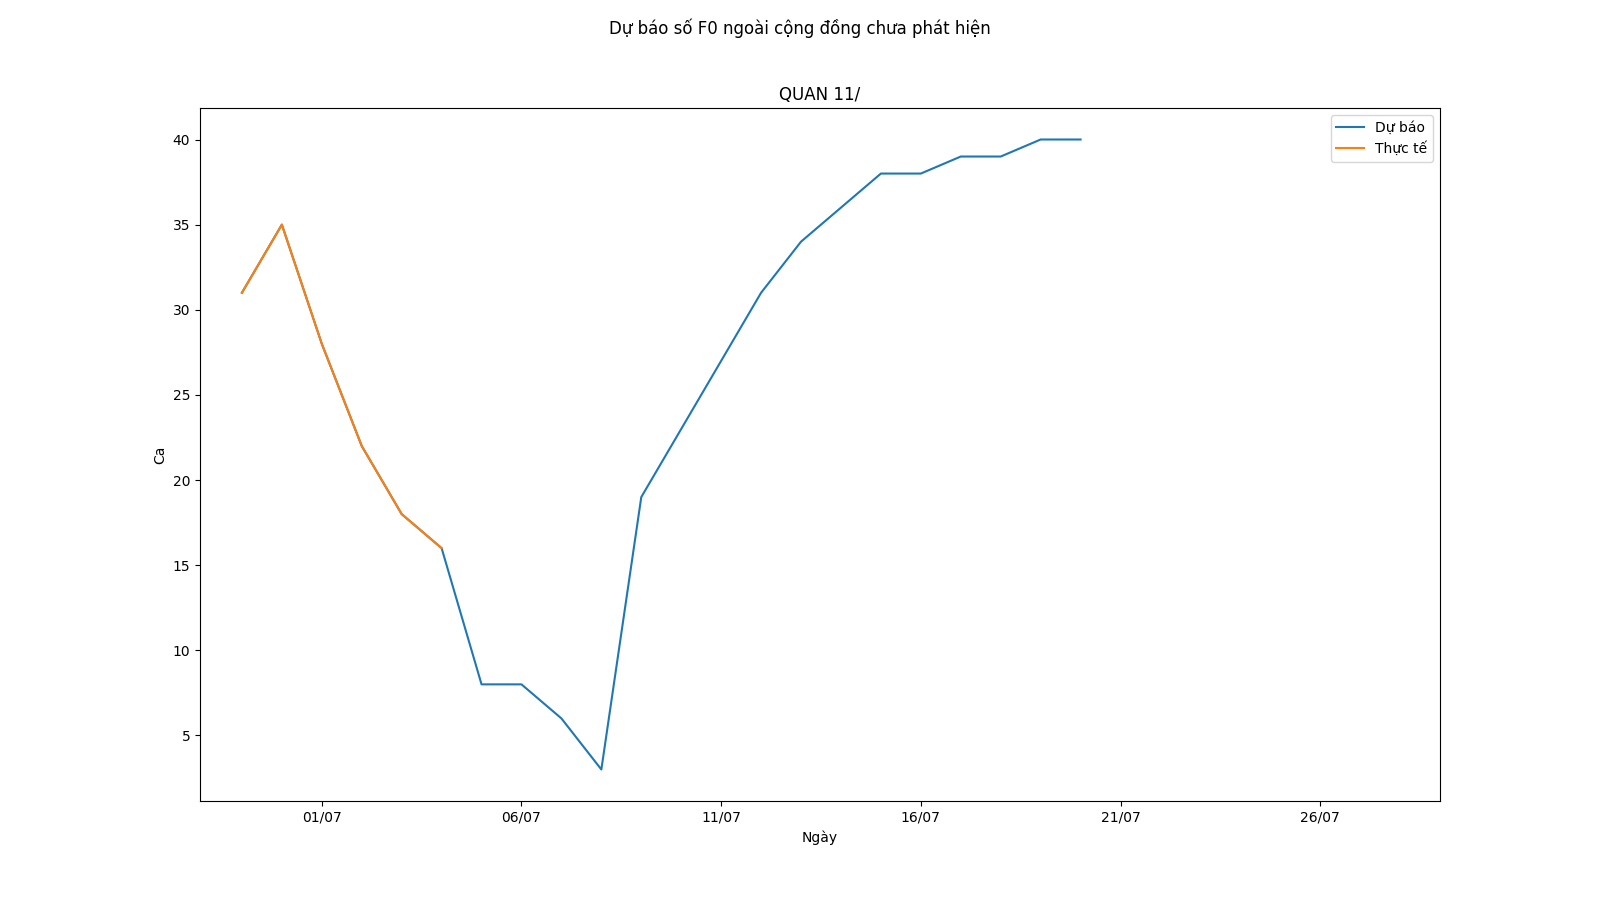 Dự báo số F0 ngoài cộng đồng chưa phát hiện
QUAN 11/
Dự báo
Thực tế
40
35
30
25
20
15
10
5
Ca
01/07
06/07
11/07
16/07
21/07
26/07
Ngày